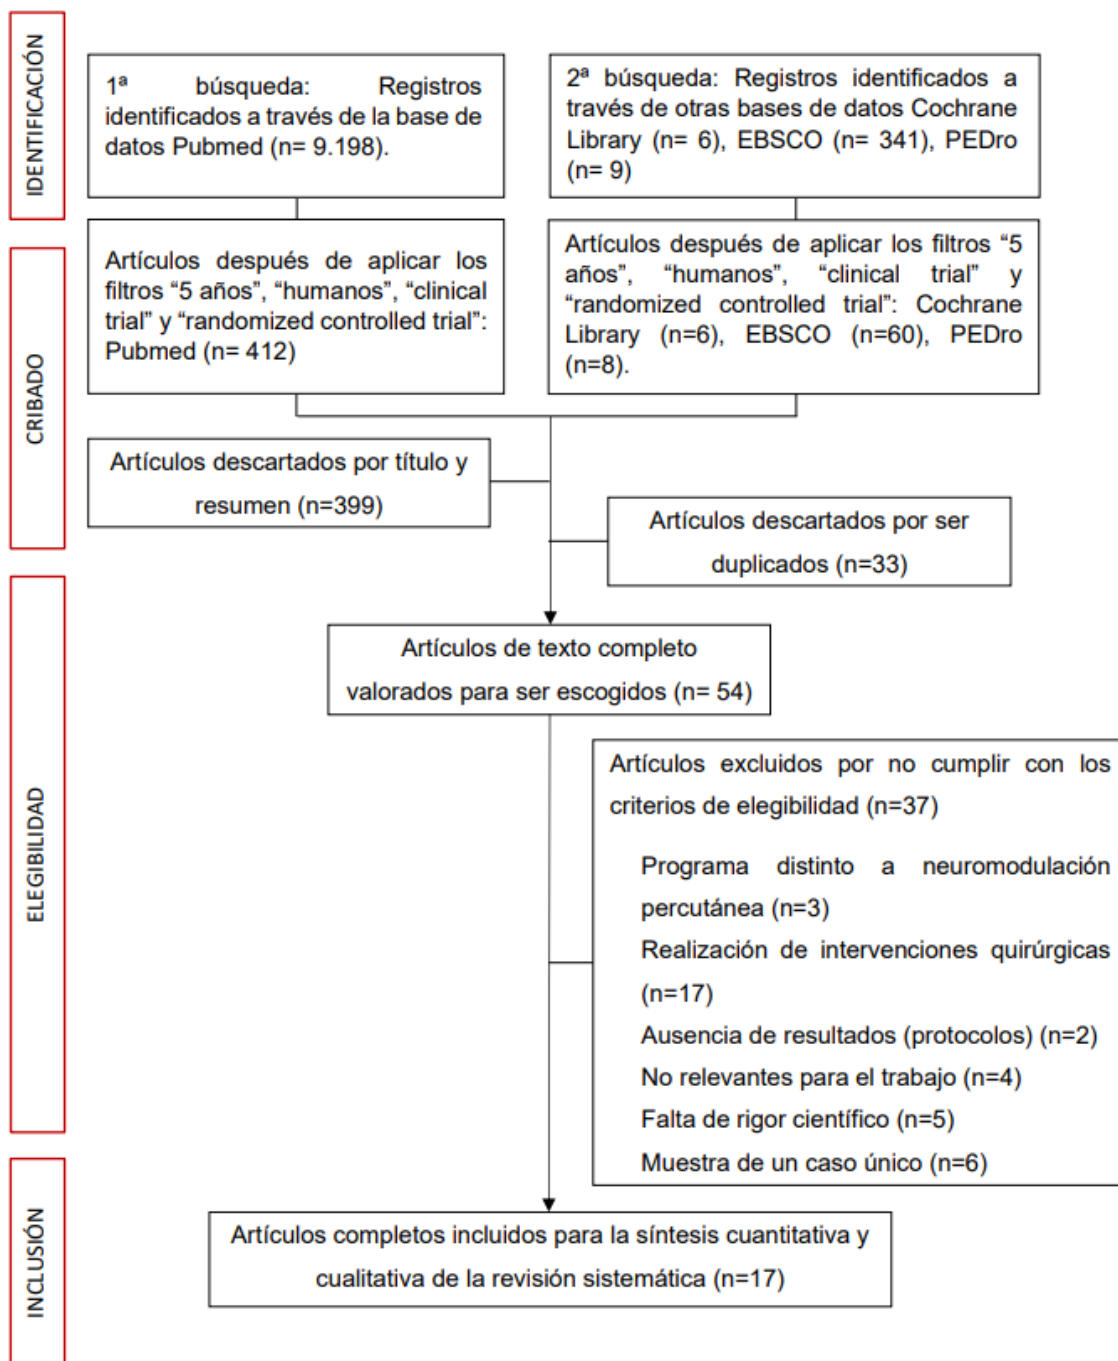 IDENTIFICACIÓN
1ª búsqueda: Registros
identificados a través de la base de
datos Pubmed (n= 9.198).
2ª búsqueda: Registros identificados a
través de otras bases de datos Cochrane
Library (n= 6), EBSCO (n= 341), PEDro
(n= 9)
CRIBADO
Artículos después de aplicar los
filtros “5 años”, “humanos”, “clinical
trial” y “randomized controlled trial”:
Pubmed (n= 412)
Artículos después de aplicar los filtros “5
años”, “humanos”, “clinical trial” y
“randomized controlled trial”: Cochrane
Library (n=6), EBSCO (n=60), PEDro
(n=8).
Artículos descartados por título y
resumen (n=399)
Artículos descartados por ser
duplicados (n=33)
ELEGIBILIDAD
Artículos de texto completo
valorados para ser escogidos (n= 54)
Artículos excluidos por no cumplir con los
criterios de elegibilidad (n=37)
Programa distinto a neuromodulación
percutánea (n=3)
Realización de intervenciones quirúrgicas
(n=17)
Ausencia de resultados (protocolos) (n=2)
No relevantes para el trabajo (n=4)
Falta de rigor científico (n=5)
Muestra de un caso único (n=6)
INCLUSIÓN
Artículos completos incluidos para la síntesis cuantitativa y
cualitativa de la revisión sistemática (n=17)